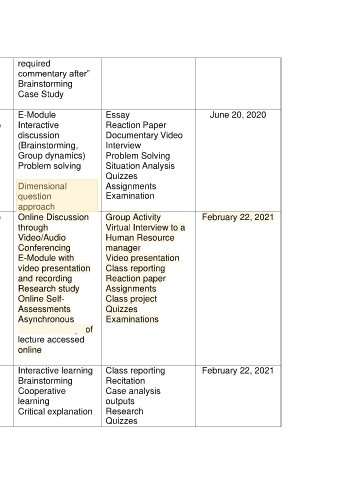 required
commentary after”
Brainstorming
Case Study
E-Module
Interactive
discussion
(Brainstorming,
Group dynamics)
Problem solving
Dimensional
question
approach
Essay
Reaction Paper
Documentary Video
Interview
Problem Solving
Situation Analysis
Quizzes
Assignments
Examination
June 20, 2020
Online Discussion
through
Video/Audio
Conferencing
E-Module with
video presentation
and recording
Research study
Online Self-
Assessments
Asynchronous
of
lecture accessed
online
Group Activity
Virtual Interview to a
Human Resource
manager
Video presentation
Class reporting
Reaction paper
Assignments
Class project
Quizzes
Examinations
February 22, 2021
Interactive learning
Brainstorming
Cooperative
learning
Critical explanation
Class reporting
Recitation
Case analysis
outputs
Research
Quizzes
February 22, 2021